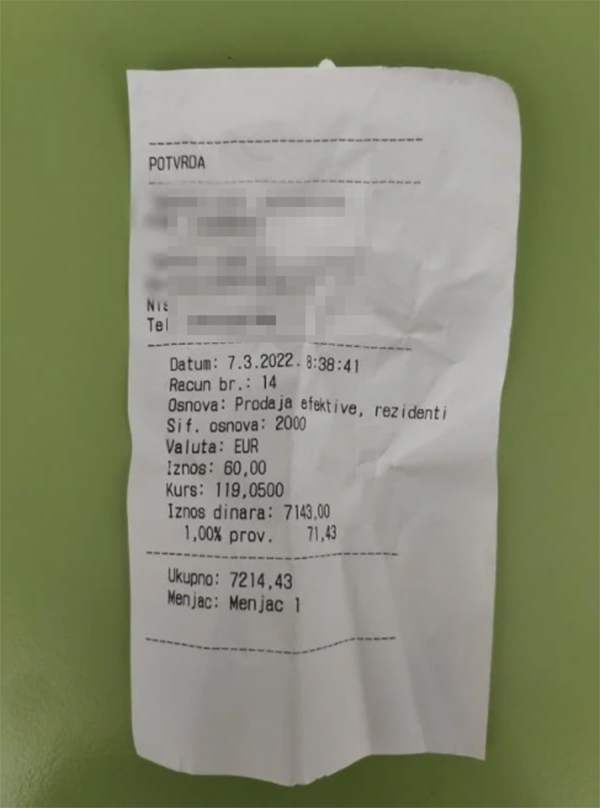 POTVRDA
Nis
Tel
Datum: 7.3.2022. 8:38:41
Racun br.: 14
Osnova: Prodaja efektive, rezidenti
Sif. osnova: 2000
Valuta: EUR
Iznos: 60,00
Kurs: 119,0500
Iznos dinara: 7143,00
1,00% prov. 71,43
Ukupno: 7214,43
Menjac: Menjac 1